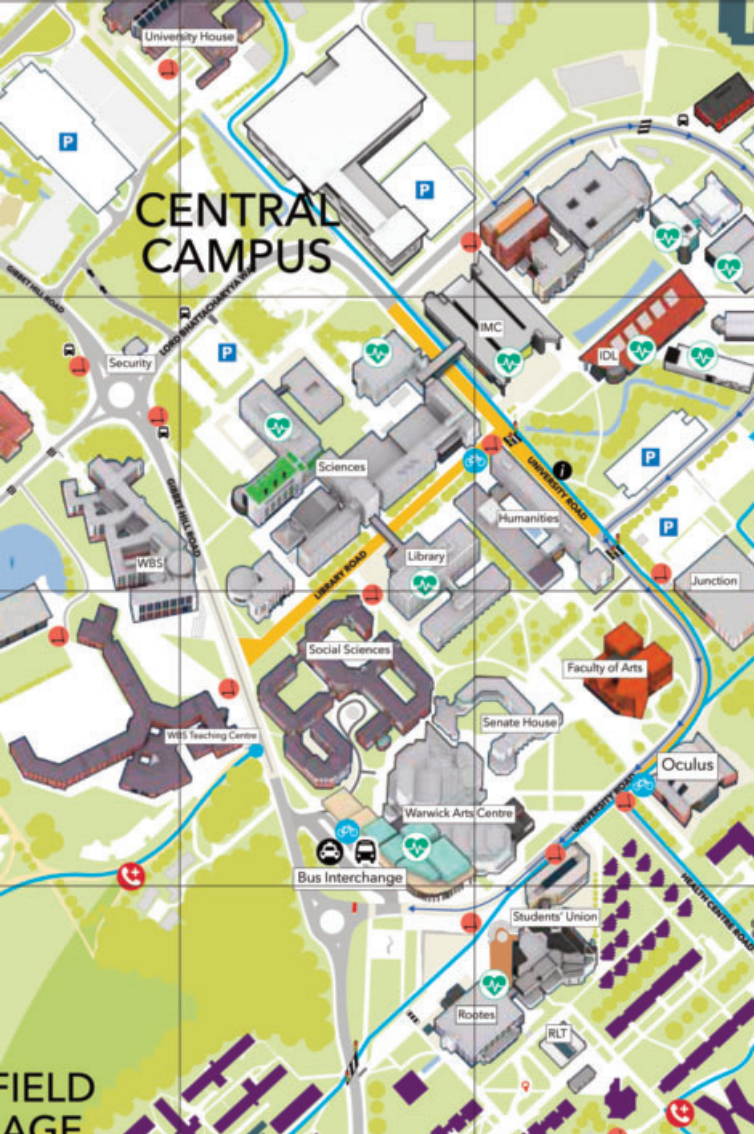 University House
P
P
CENTRAL
CAMPUS
GIBBET HILL ROAD
LORD BHATTACHARYYA WAY
IMC
IDL
Security
P
Sciences
P
i
UNIVERSITY ROAD
Humanities
P
GIBBET HILL ROAD
WBS
Library
LIBRARY ROAD
Junction
Social Sciences
Faculty of Arts
Senate House
WBS Teaching Centre
Oculus
UNIVERSITY ROAD
Warwick Arts Centre
Bus Interchange
HEALTH CENTRE ROAD
Students' Union
Rootes
RLT
FIELD
AGE